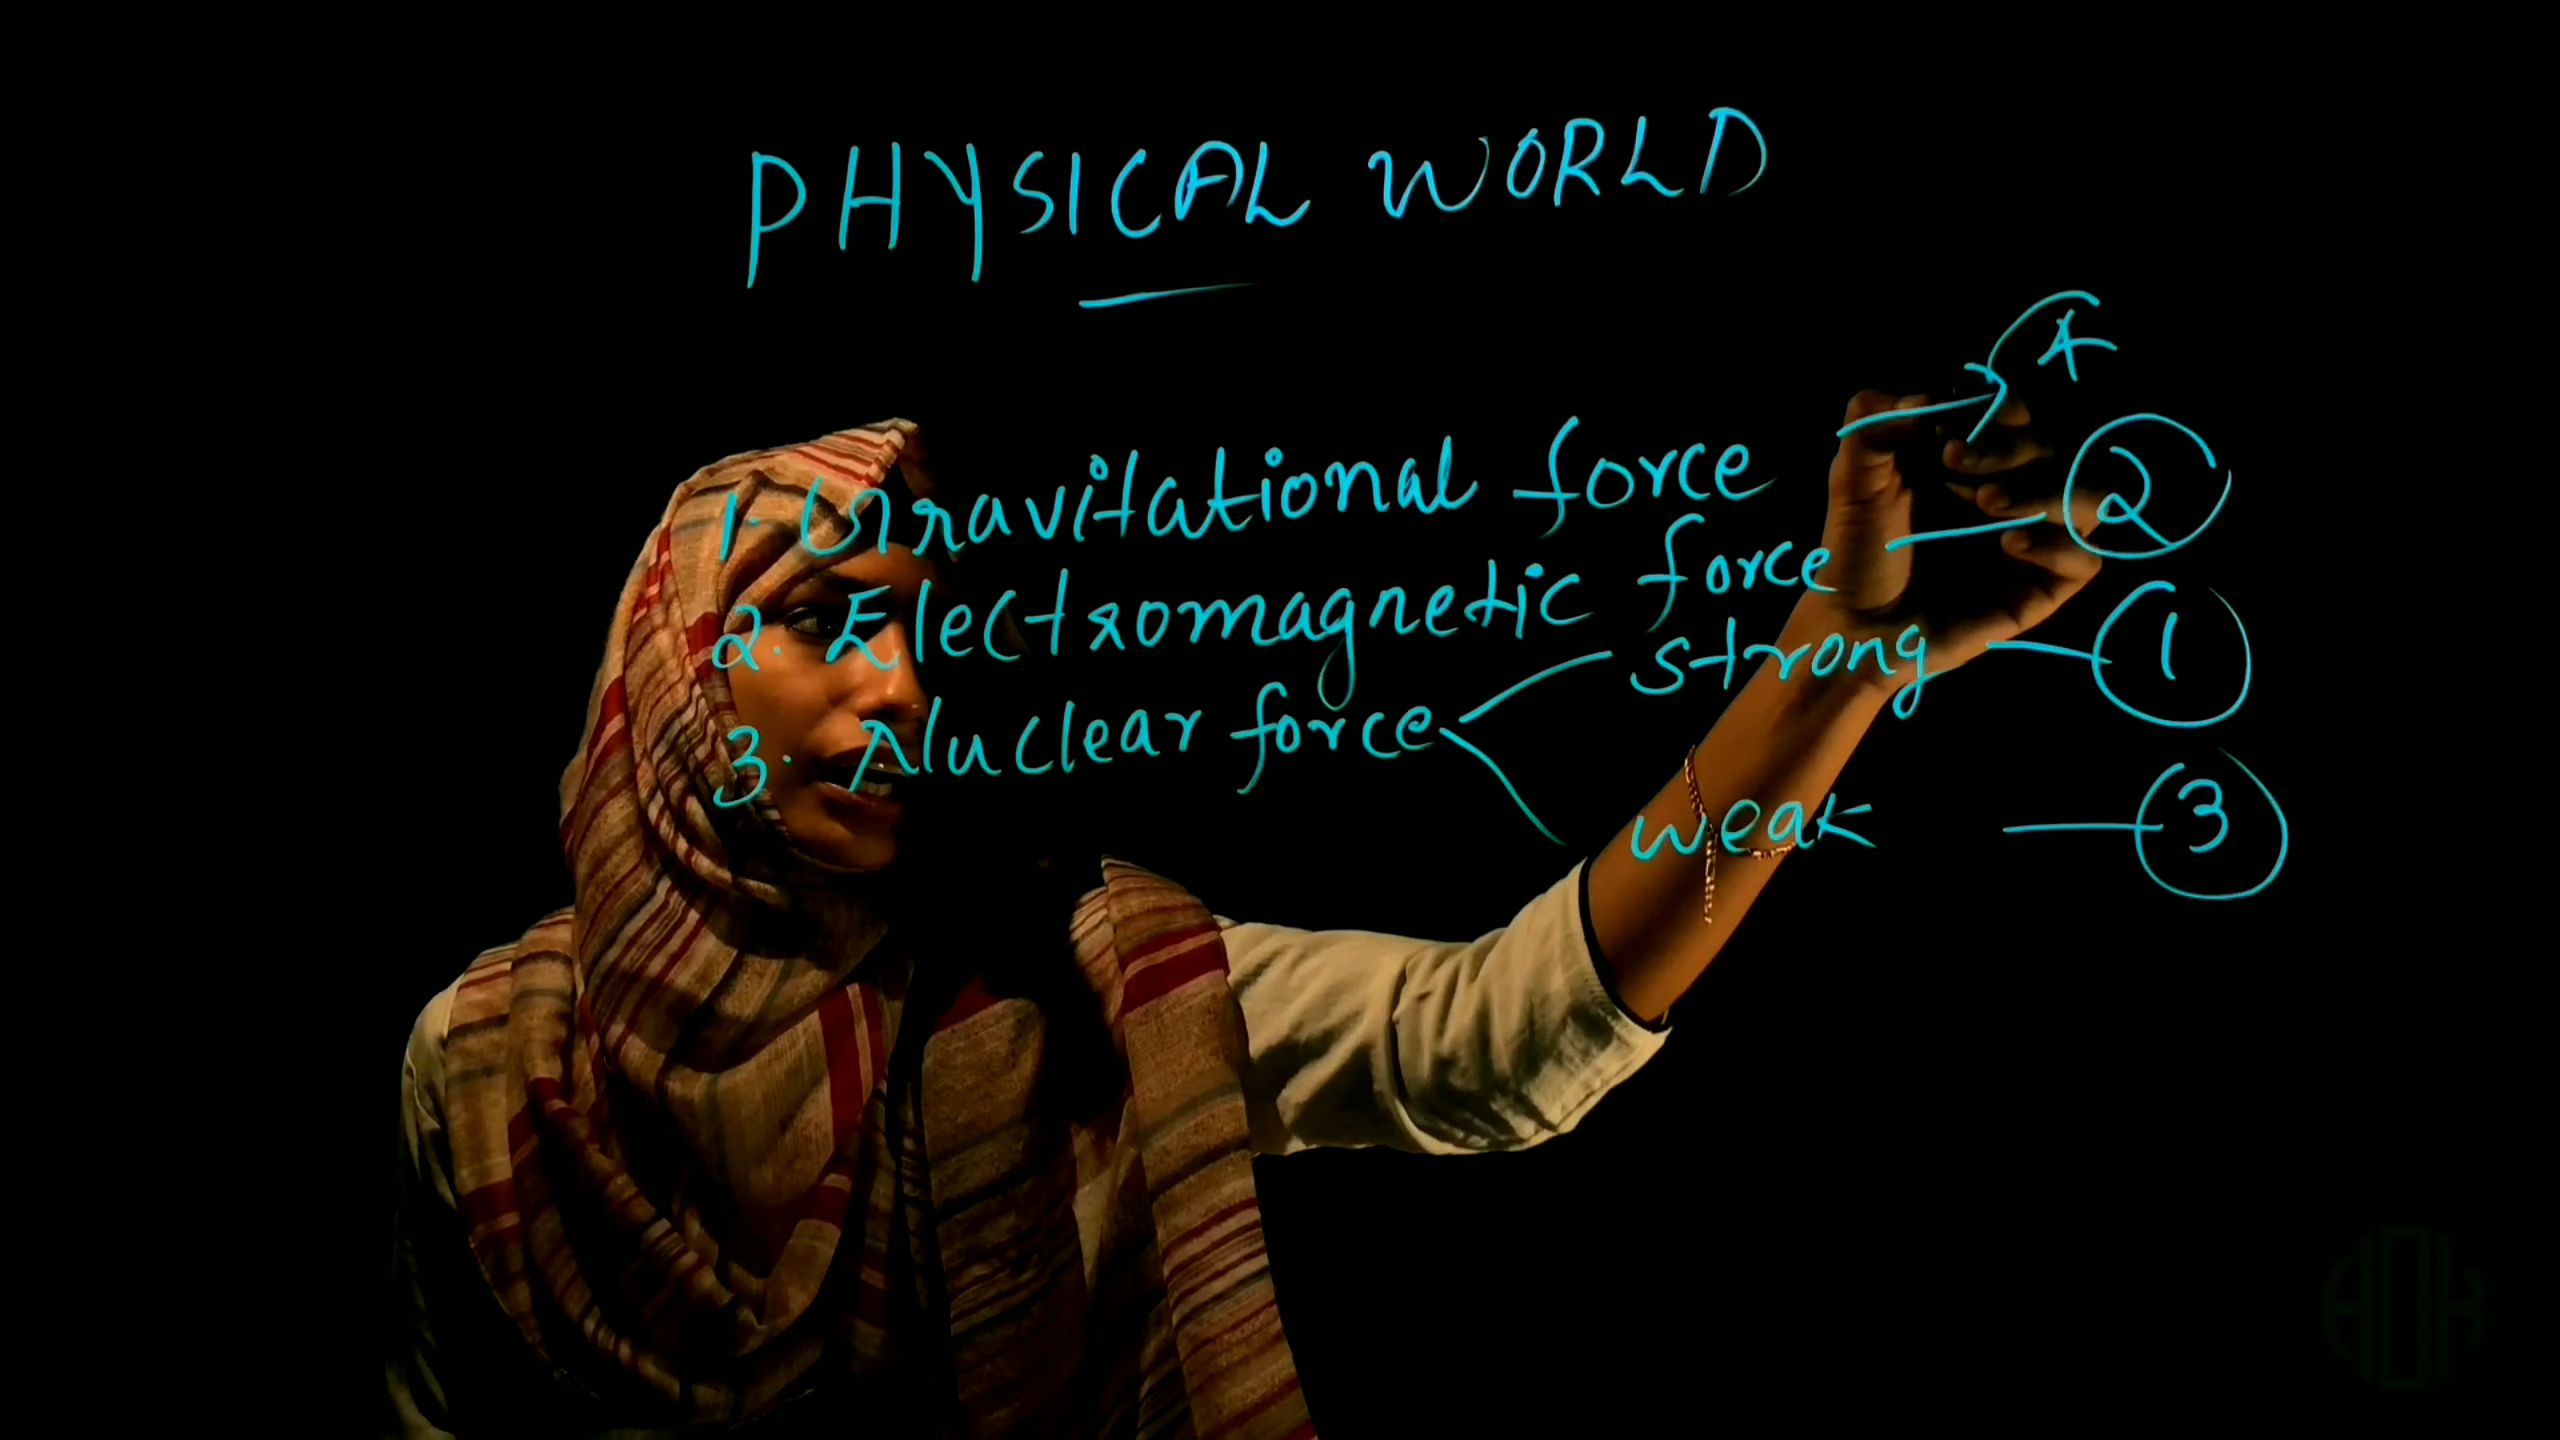 PHYSICAL WORLD
1. Gravitational force → 4
2. Electromagnetic force — 2
3. Nuclear force
strong — 1
weak — 3